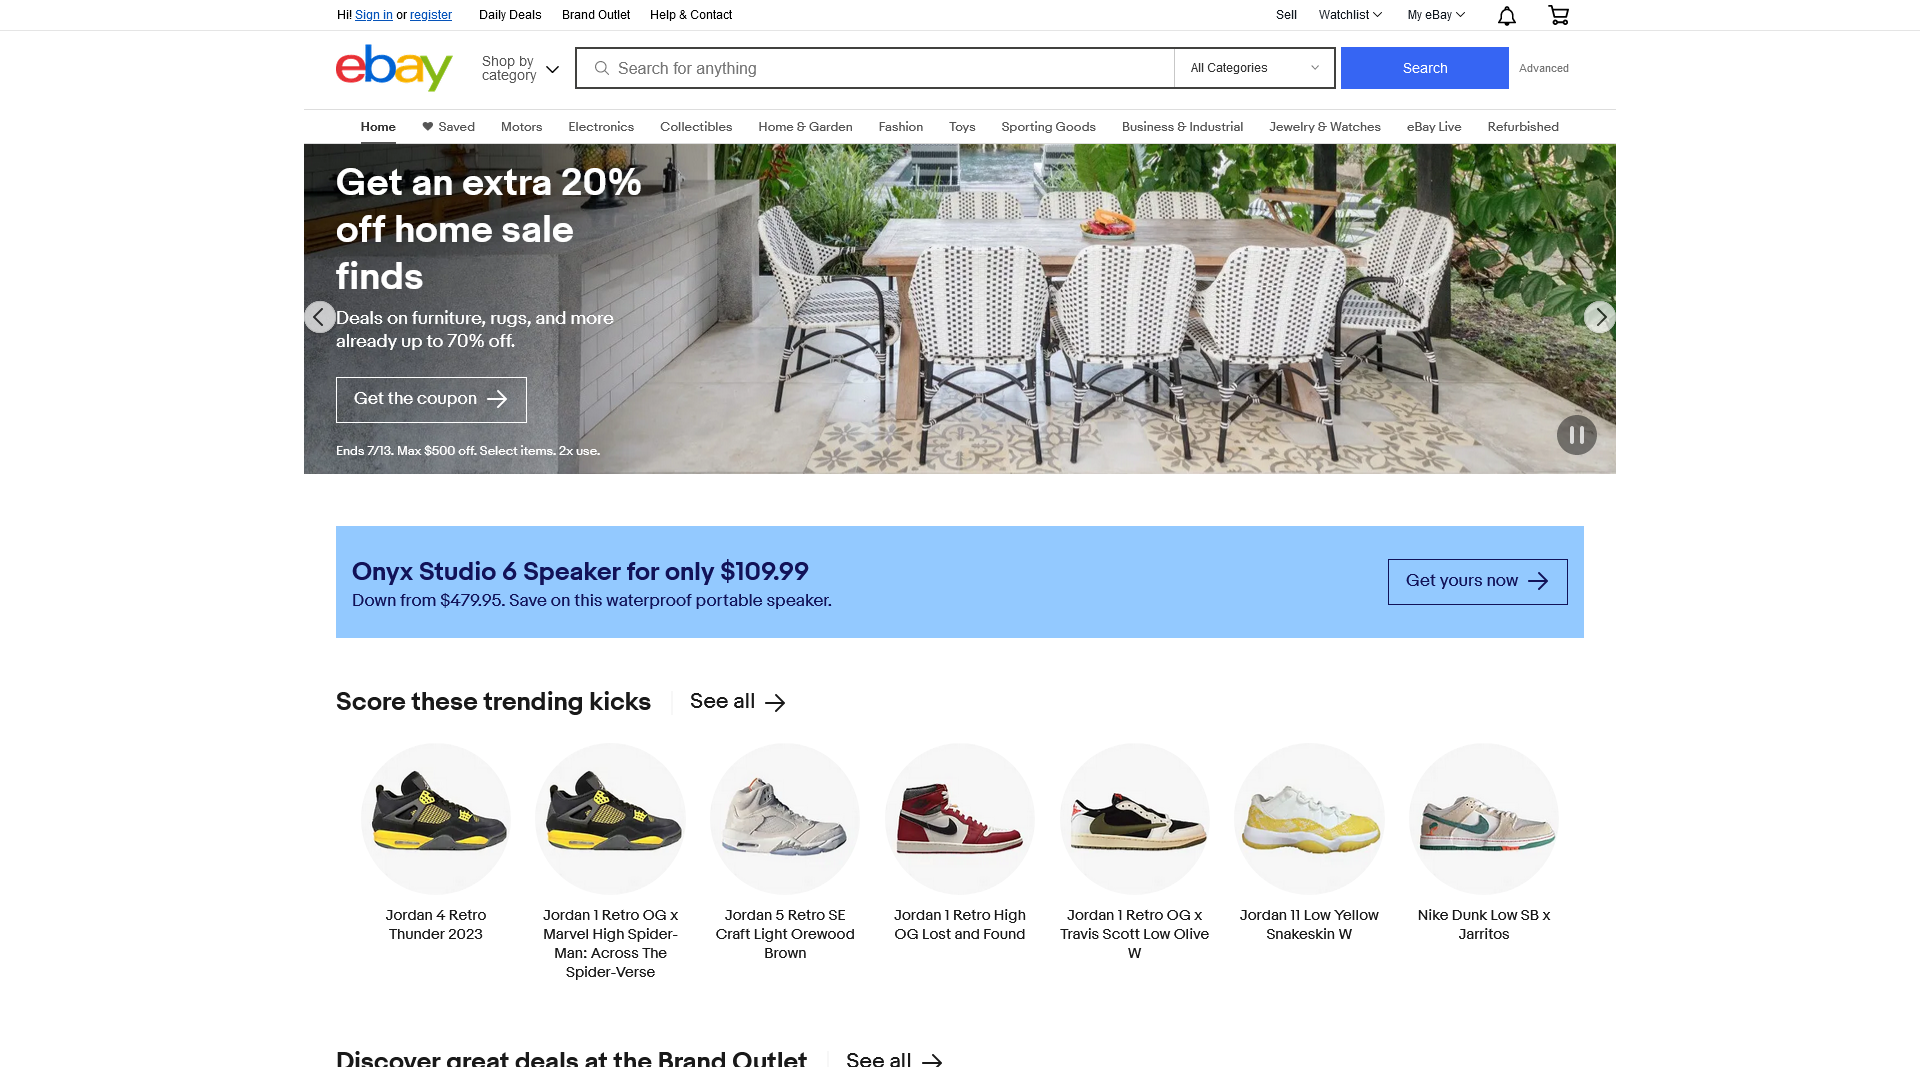 Hi! Sign in or register Daily Deals Brand Outlet Help & Contact Sell Watchlist My eBay
ebay Shop by category Search for anything All Categories Search Advanced
Home Saved Motors Electronics Collectibles Home & Garden Fashion Toys Sporting Goods Business & Industrial Jewelry & Watches eBay Live Refurbished
Get an extra 20%
off home sale
finds
Deals on furniture, rugs, and more
already up to 70% off.
Get the coupon
Ends 7/13. Max $500 off. Select items. 2x use.
Onyx Studio 6 Speaker for only $109.99
Down from $479.95. Save on this waterproof portable speaker.
Get yours now
Score these trending kicks See all
Jordan 4 Retro
Thunder 2023
Jordan 1 Retro OG x
Marvel High Spider-
Man: Across The
Spider-Verse
Jordan 5 Retro SE
Craft Light Orewood
Brown
Jordan 1 Retro High
OG Lost and Found
Jordan 1 Retro OG x
Travis Scott Low Olive
W
Jordan 11 Low Yellow
Snakeskin W
Nike Dunk Low SB x
Jarritos
Discover great deals at the Brand Outlet See all